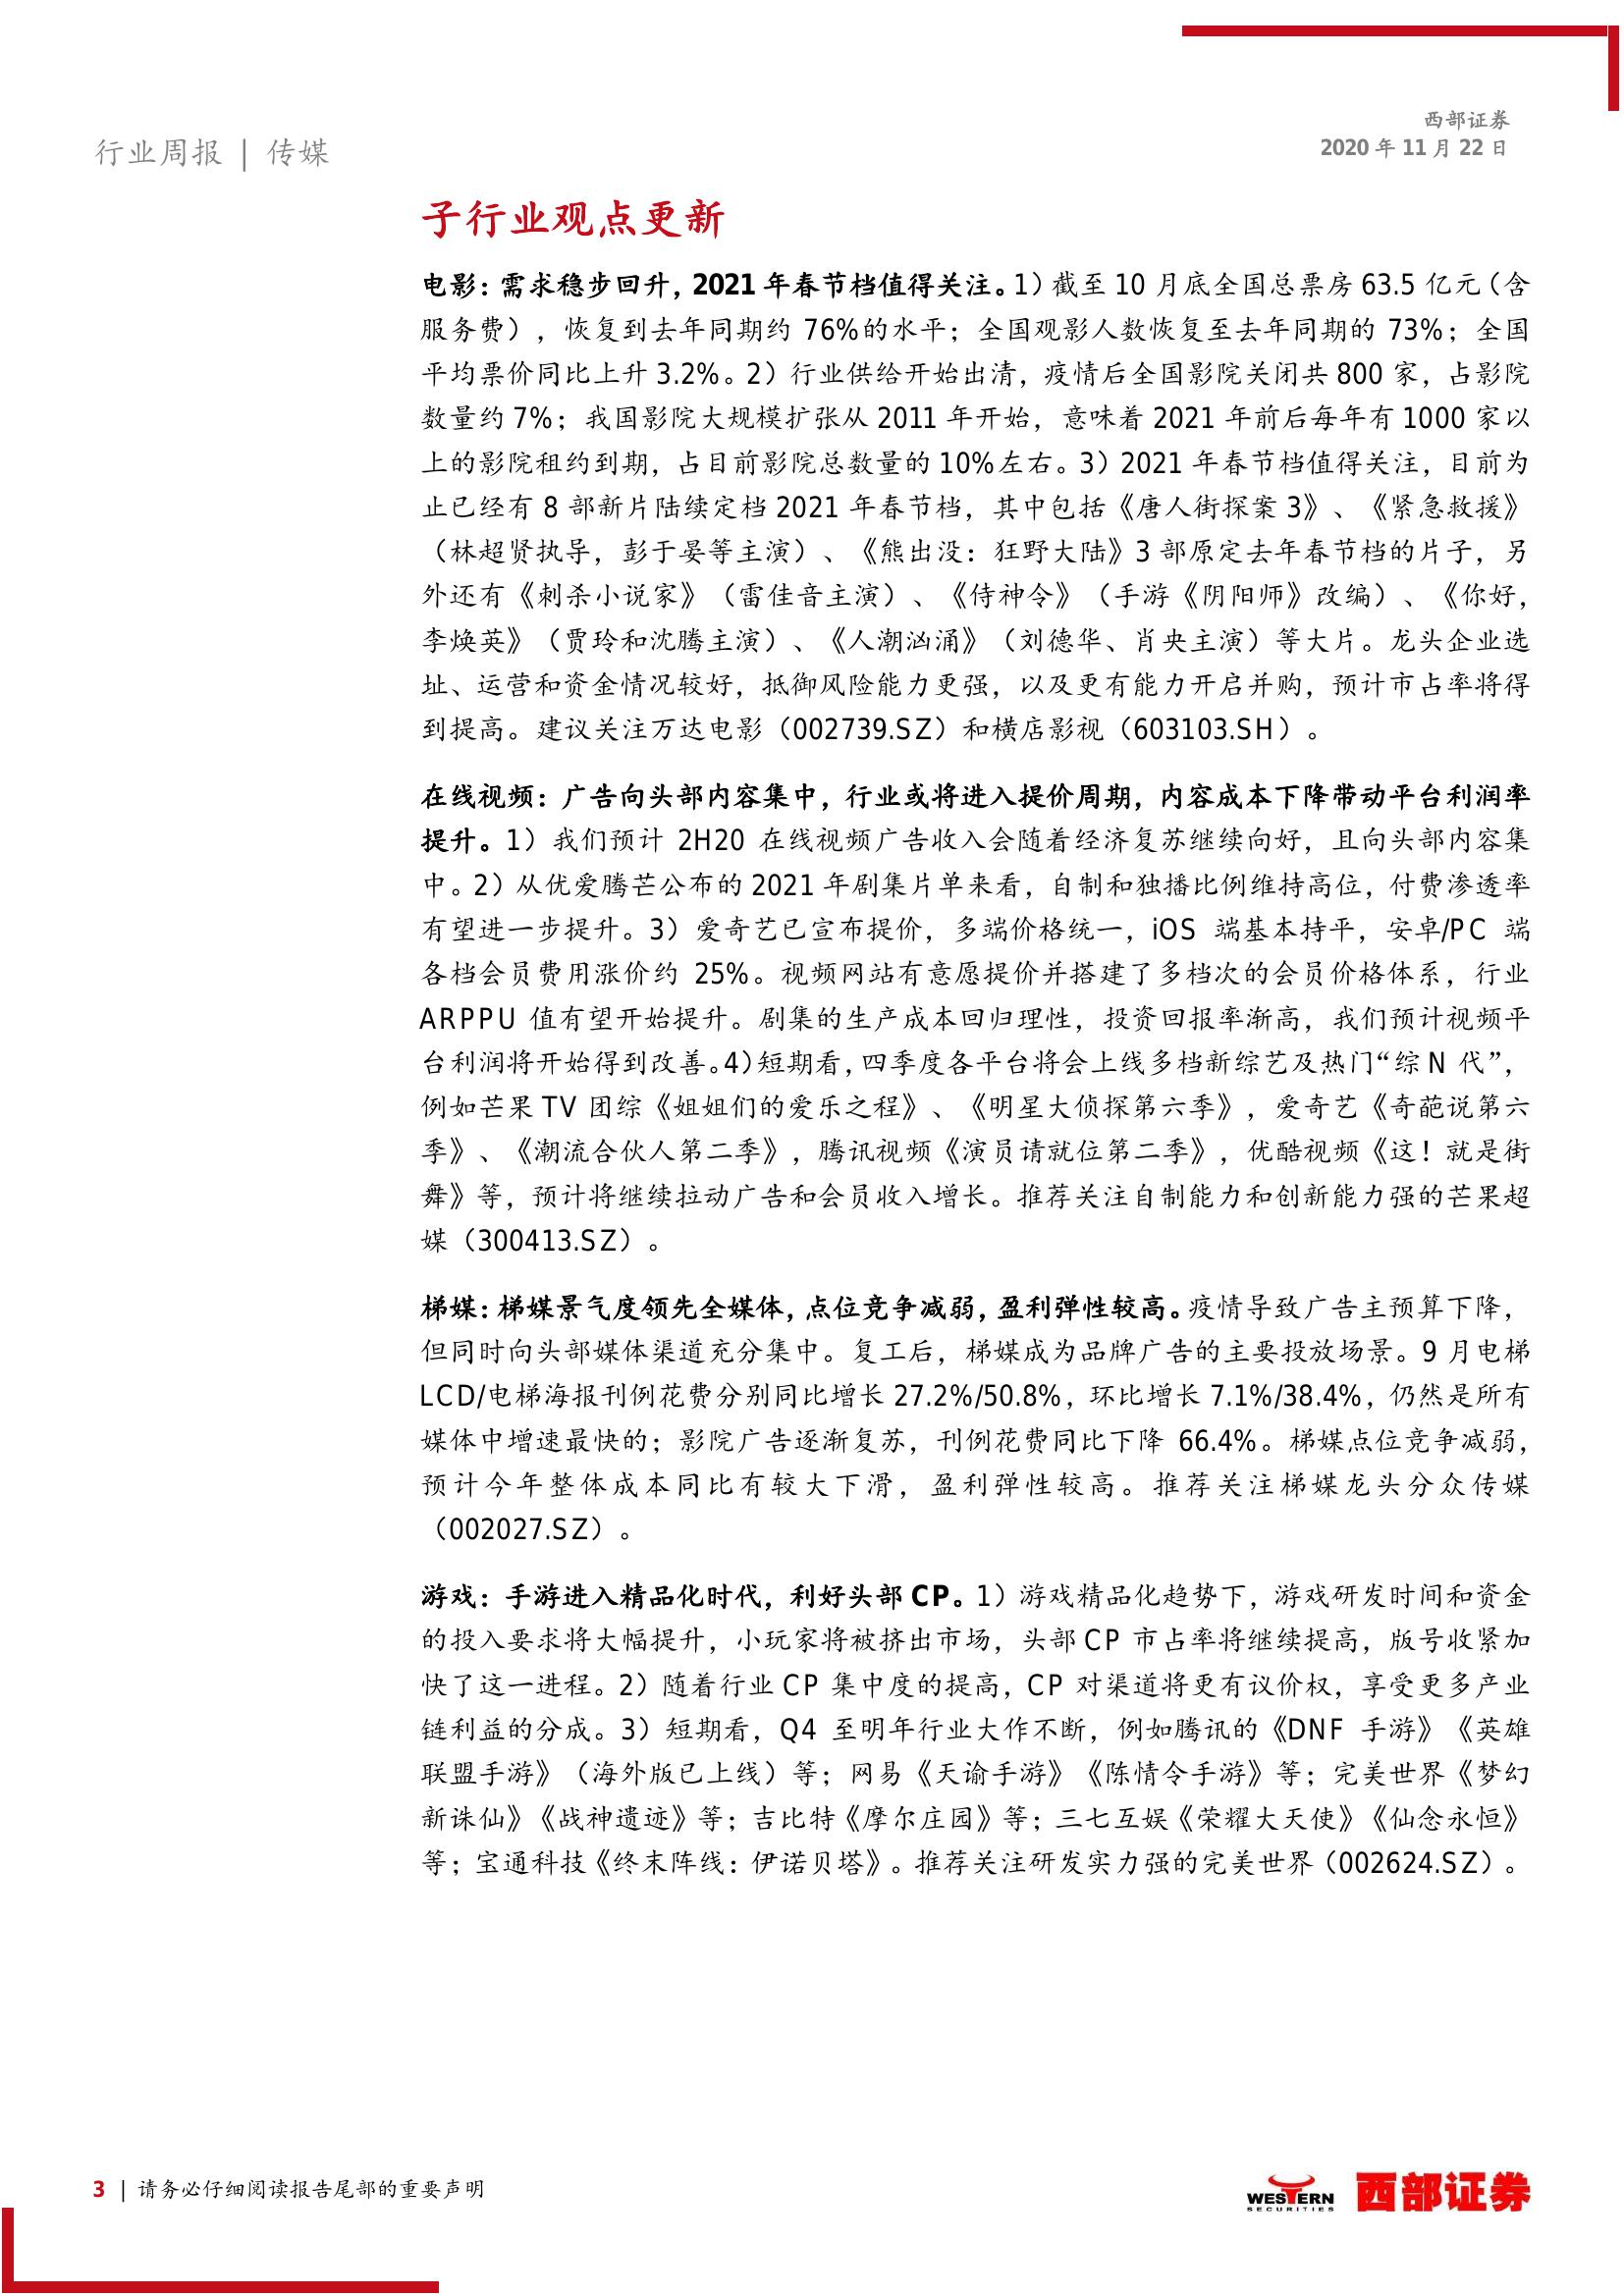 西部证券
2020 年 11 月 22 日
行业周报 | 传媒
子行业观点更新
电影：需求稳步回升，2021 年春节档值得关注。1）截至 10 月底全国总票房 63.5 亿元（含
服务费），恢复到去年同期约 76%的水平；全国观影人数恢复至去年同期的 73%；全国
平均票价同比上升 3.2%。2）行业供给开始出清，疫情后全国影院关闭共 800 家，占影院
数量约 7%；我国影院大规模扩张从 2011 年开始，意味着 2021 年前后每年有 1000 家以
上的影院租约到期，占目前影院总数量的 10%左右。3）2021 年春节档值得关注，目前为
止已经有 8 部新片陆续定档 2021 年春节档，其中包括《唐人街探案 3》、《紧急救援》
（林超贤执导，彭于晏等主演）、《熊出没：狂野大陆》3 部原定去年春节档的片子，另
外还有《刺杀小说家》（雷佳音主演）、《侍神令》（手游《阴阳师》改编）、《你好，
李焕英》（贾玲和沈腾主演）、《人潮汹涌》（刘德华、肖央主演）等大片。龙头企业选
址、运营和资金情况较好，抵御风险能力更强，以及更有能力开启并购，预计市占率将得
到提高。建议关注万达电影（002739.SZ）和横店影视（603103.SH）。
在线视频：广告向头部内容集中，行业或将进入提价周期，内容成本下降带动平台利润率
提升。1）我们预计 2H20 在线视频广告收入会随着经济复苏继续向好，且向头部内容集
中。2）从优爱腾芒公布的 2021 年剧集片单来看，自制和独播比例维持高位，付费渗透率
有望进一步提升。3）爱奇艺已宣布提价，多端价格统一，iOS 端基本持平，安卓/PC 端
各档会员费用涨价约 25%。视频网站有意愿提价并搭建了多档次的会员价格体系，行业
ARPPU 值有望开始提升。剧集的生产成本回归理性，投资回报率渐高，我们预计视频平
台利润将开始得到改善。4）短期看，四季度各平台将会上线多档新综艺及热门“综 N 代”，
例如芒果 TV 团综《姐姐们的爱乐之程》、《明星大侦探第六季》，爱奇艺《奇葩说第六
季》、《潮流合伙人第二季》，腾讯视频《演员请就位第二季》，优酷视频《这！就是街
舞》等，预计将继续拉动广告和会员收入增长。推荐关注自制能力和创新能力强的芒果超
媒（300413.SZ）。
梯媒：梯媒景气度领先全媒体，点位竞争减弱，盈利弹性较高。疫情导致广告主预算下降，
但同时向头部媒体渠道充分集中。复工后，梯媒成为品牌广告的主要投放场景。9 月电梯
LCD/电梯海报刊例花费分别同比增长 27.2%/50.8%，环比增长 7.1%/38.4%，仍然是所有
媒体中增速最快的；影院广告逐渐复苏，刊例花费同比下降 66.4%。梯媒点位竞争减弱，
预计今年整体成本同比有较大下滑，盈利弹性较高。推荐关注梯媒龙头分众传媒
（002027.SZ）。
游戏：手游进入精品化时代，利好头部 CP。1）游戏精品化趋势下，游戏研发时间和资金
的投入要求将大幅提升，小玩家将被挤出市场，头部 CP 市占率将继续提高，版号收紧加
快了这一进程。2）随着行业 CP 集中度的提高，CP 对渠道将更有议价权，享受更多产业
链利益的分成。3）短期看，Q4 至明年行业大作不断，例如腾讯的《DNF 手游》《英雄
联盟手游》（海外版已上线）等；网易《天谕手游》《陈情令手游》等；完美世界《梦幻
新诛仙》《战神遗迹》等；吉比特《摩尔庄园》等；三七互娱《荣耀大天使》《仙念永恒》
等；宝通科技《终末阵线：伊诺贝塔》。推荐关注研发实力强的完美世界（002624.SZ）。
3 | 请务必仔细阅读报告尾部的重要声明
WESTERN
SECURITIES
西部证券